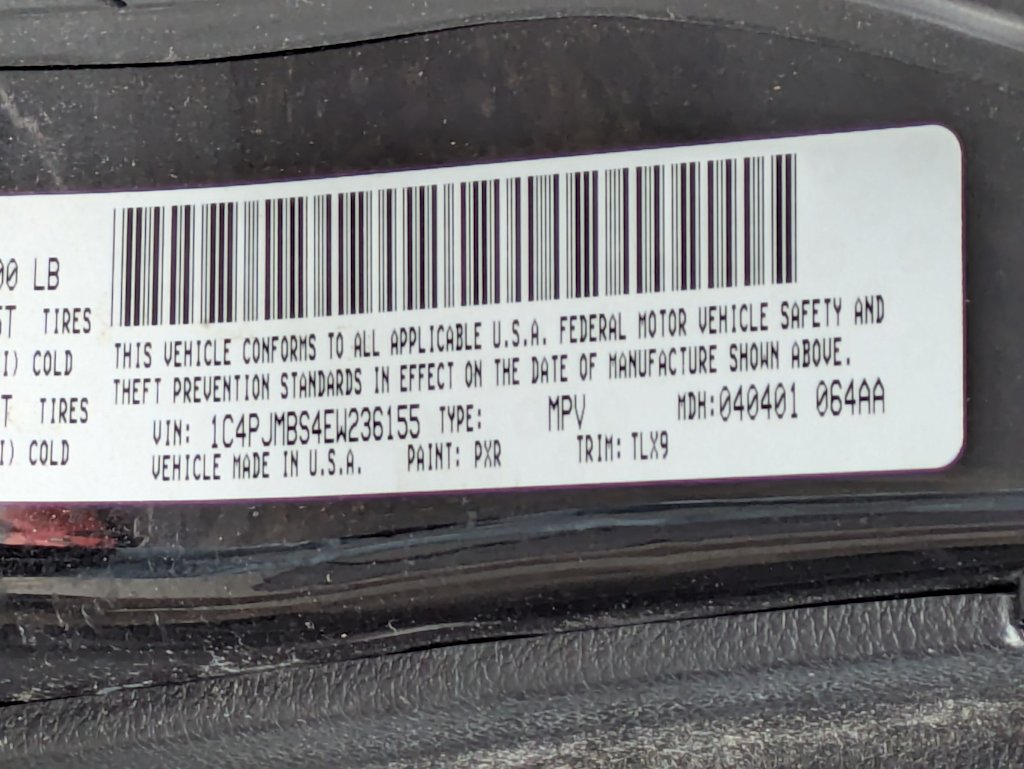 00 LB
5T TIRES
I) COLD
T TIRES
I) COLD
THIS VEHICLE CONFORMS TO ALL APPLICABLE U.S.A. FEDERAL MOTOR VEHICLE SAFETY AND
THEFT PREVENTION STANDARDS IN EFFECT ON THE DATE OF MANUFACTURE SHOWN ABOVE.
VIN: 1C4PJMBS4EW236155 TYPE: MPV MDH:040401 064AA
VEHICLE MADE IN U.S.A. PAINT: PXR TRIM: TLX9